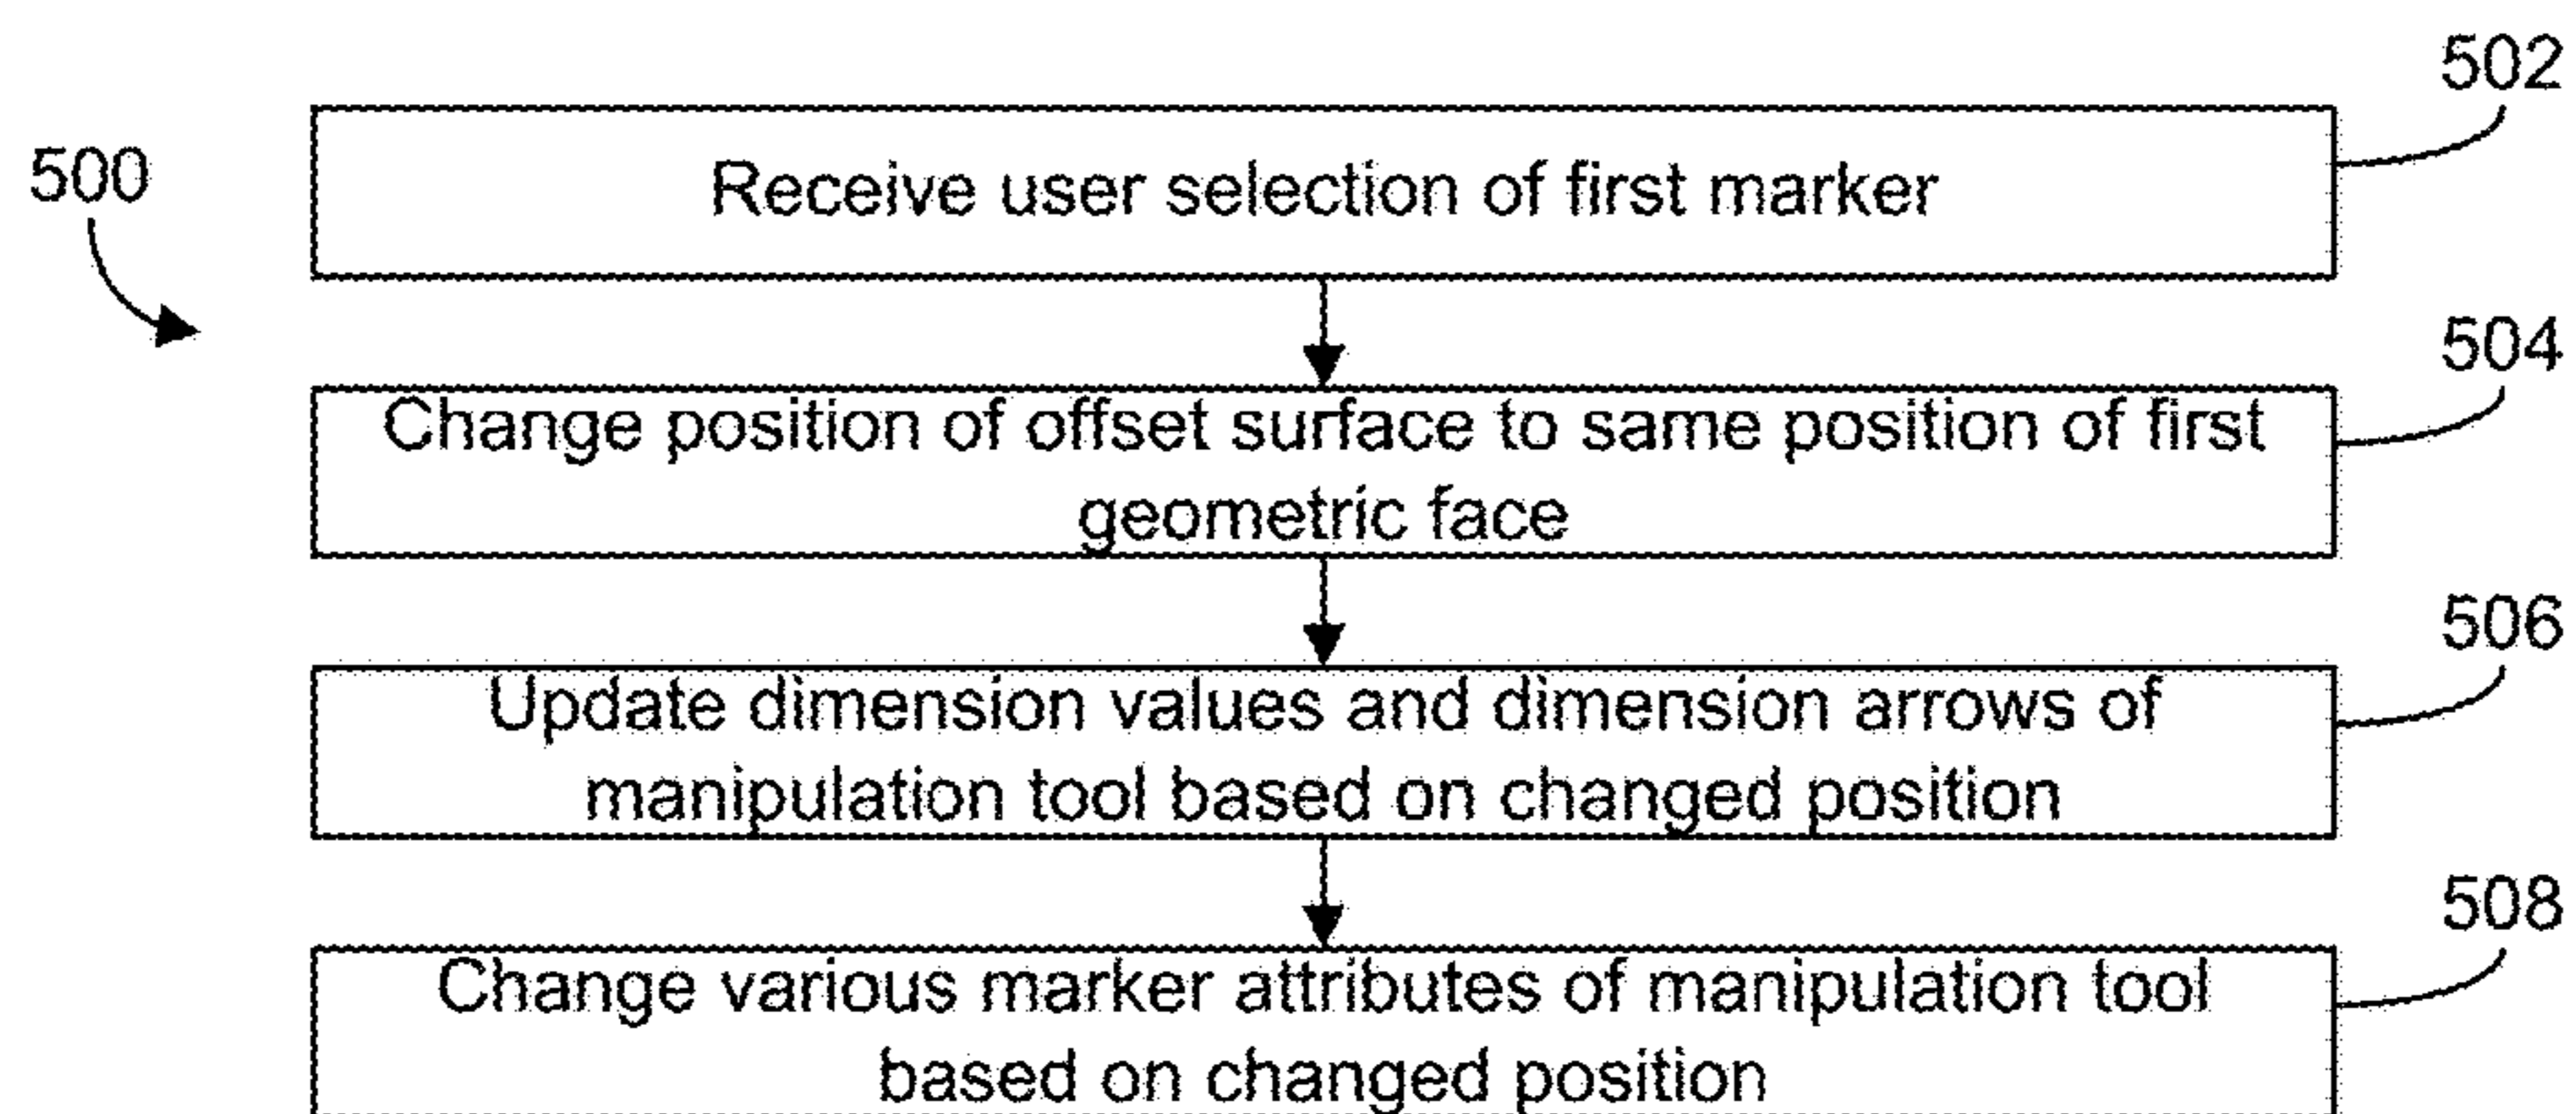 502
500
Receive user selection of first marker
504
Change position of offset surface to same position of first
geometric face
506
Update dimension values and dimension arrows of
manipulation tool based on changed position
508
Change various marker attributes of manipulation tool
based on changed position